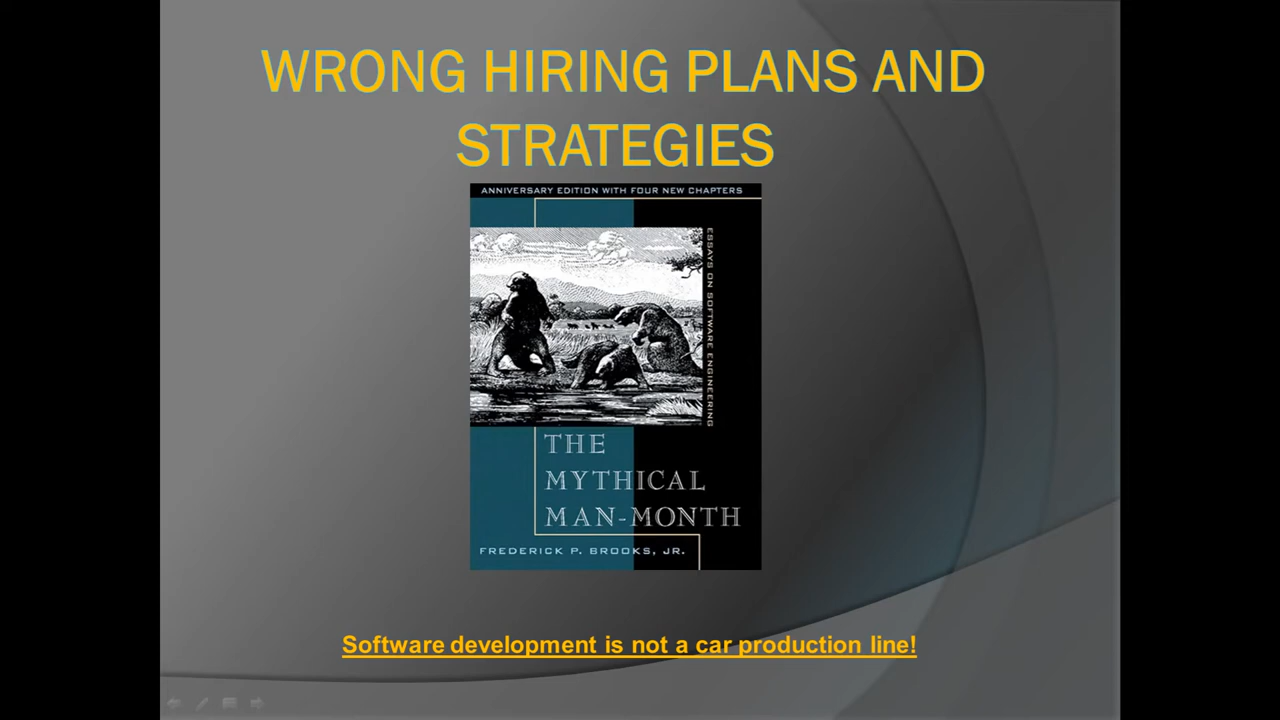 WRONG HIRING PLANS AND
STRATEGIES
ANNIVERSARY EDITION WITH FOUR NEW CHAPTERS
ESSAYS ON SOFTWARE ENGINEERING
THE
MYTHICAL
MAN-MONTH
FREDERICK P. BROOKS, JR.
Software development is not a car production line!